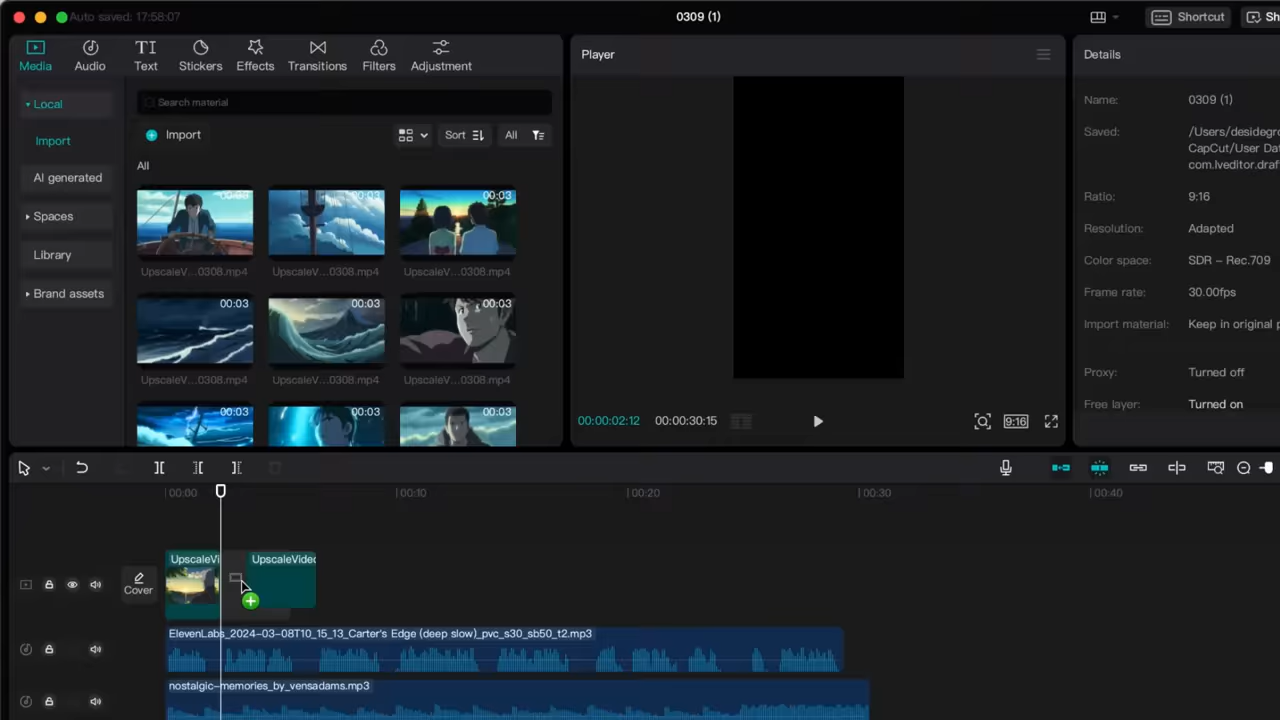 Auto saved: 17:58:07
0309 (1)
Shortcut
Sh
Media
Audio
TI
Text
Stickers
Effects
Transitions
Filters
Adjustment
Local
Import
AI generated
Spaces
Library
Brand assets
Search material
Import
Sort
All
All
00:03
00:03
00:03
UpscaleV...0308.mp4
UpscaleV...0308.mp4
UpscaleV...0308.mp4
00:03
00:03
00:03
UpscaleV...0308.mp4
UpscaleV...0308.mp4
UpscaleV...0308.mp4
00:03
00:03
00:03
Player
00:00:02:12
00:00:30:15
9:16
Details
Name:
0309 (1)
Saved:
/Users/desidegro
CapCut/User Dat
com.lveditor.draf
Ratio:
9:16
Resolution:
Adapted
Color space:
SDR – Rec.709
Frame rate:
30.00fps
Import material:
Keep in original p
Proxy:
Turned off
Free layer:
Turned on
00:00
00:10
00:20
00:30
00:40
Cover
UpscaleVi
UpscaleVideo
ElevenLabs_2024-03-08T10_15_13_Carter's Edge (deep slow)_pvc_s30_sb50_t2.mp3
nostalgic-memories_by_vensadams.mp3